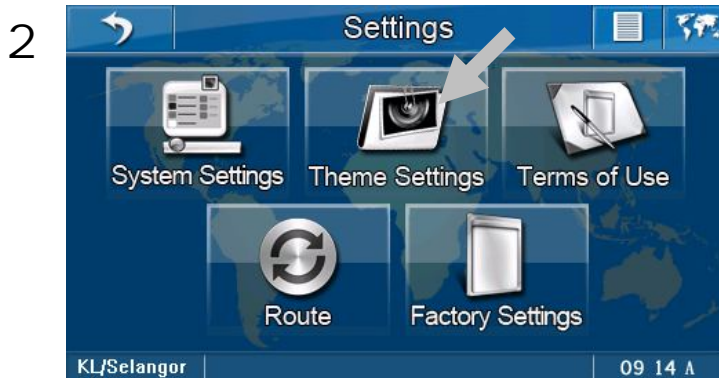 2
Settings
System Settings
Theme Settings
Terms of Use
Route
Factory Settings
KL/Selangor
09 14 A